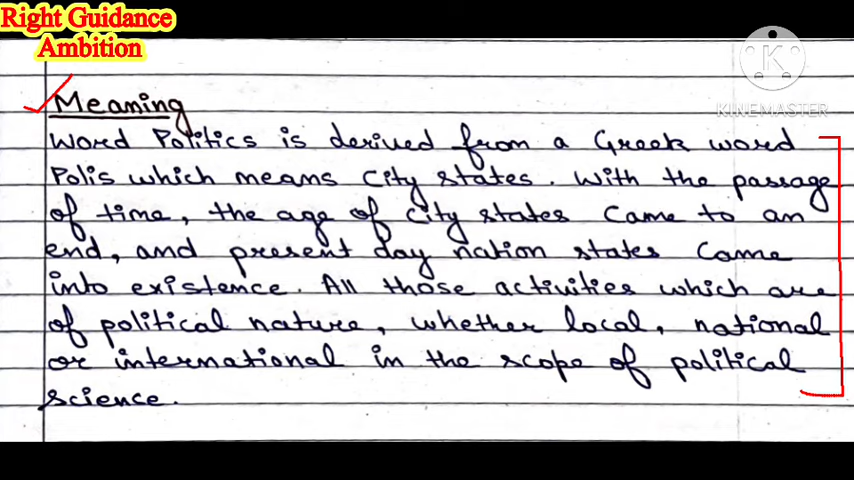 Right Guidance
Ambition
K
KINEMASTER
Meaning
Word Politics is derived from a Greek word
Polis which means City states. With the passage
of time, the age of city states came to an
end, and present day nation states came
into existence. All those activities which are
of political nature, whether local, national
or international in the scope of political
science.